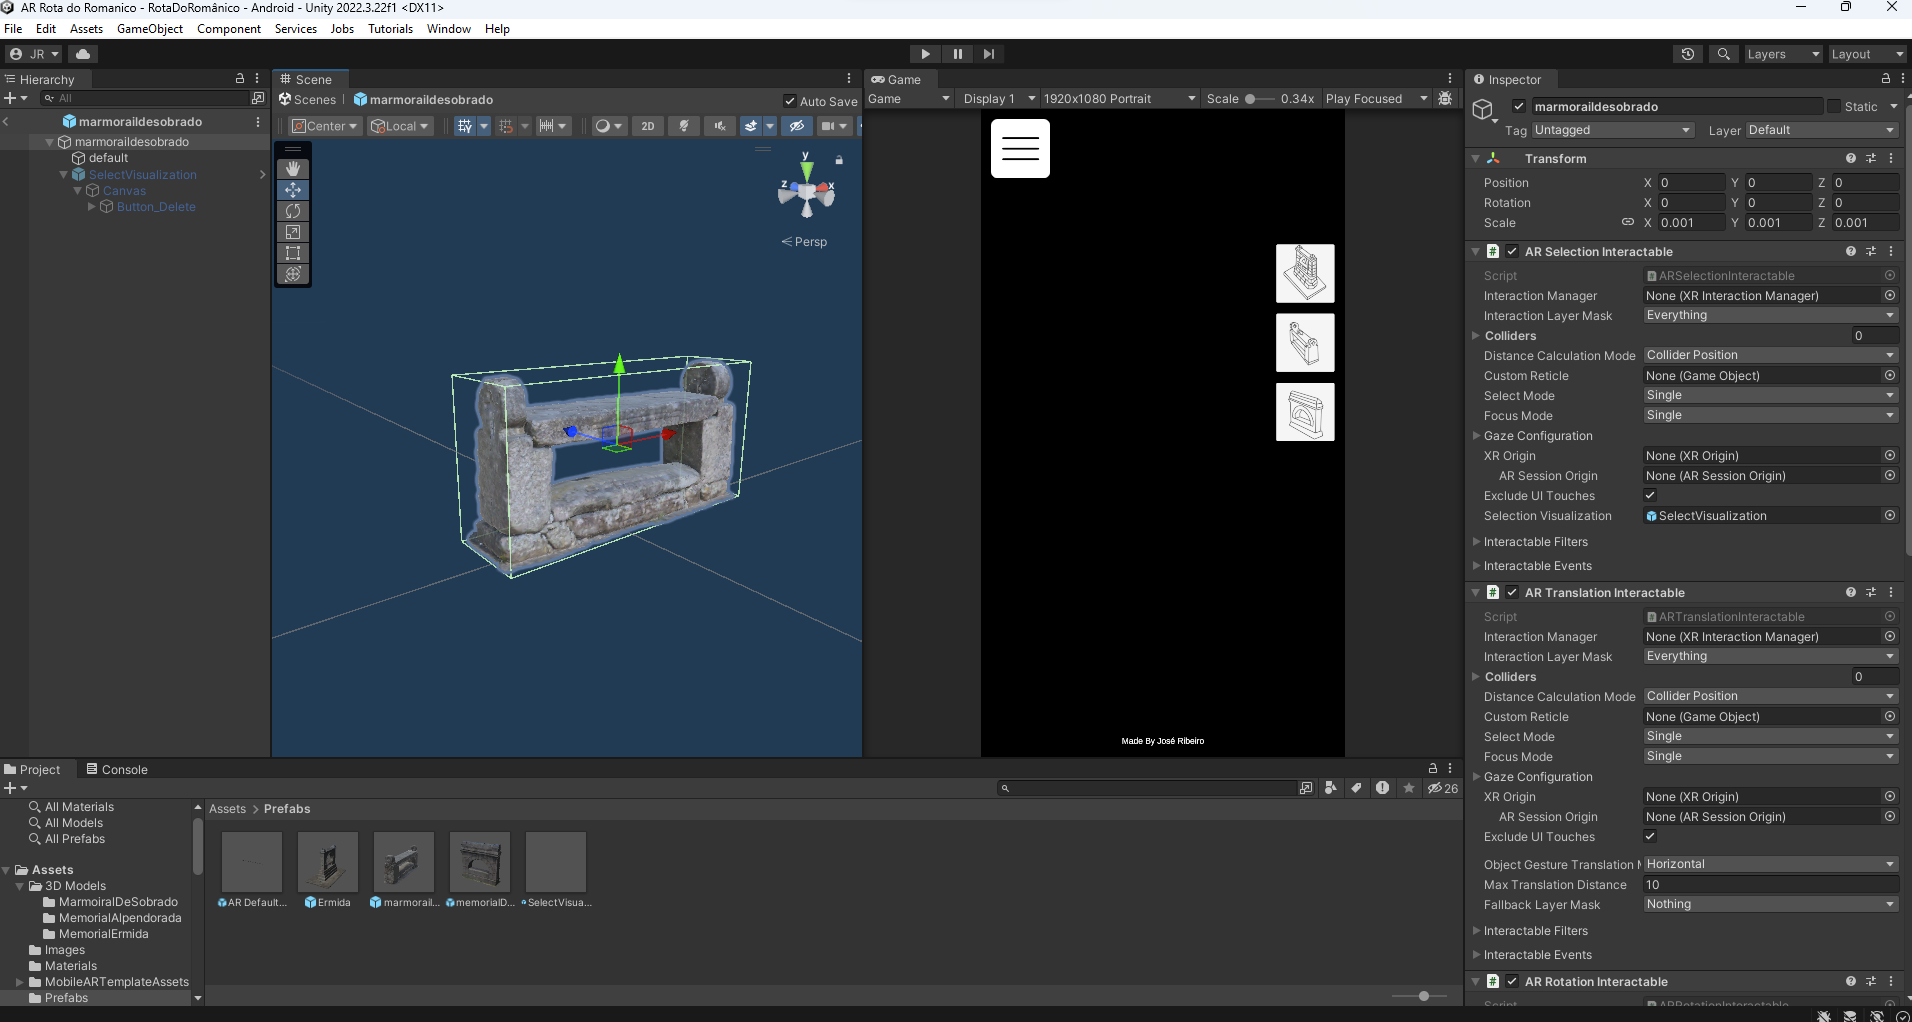 AR Rota do Romanico - RotaDoRomânico - Android - Unity 2022.3.22f1 <DX11>
File Edit Assets GameObject Component Services Jobs Tutorials Window Help
JR Layers Layout
Hierarchy
All
marmoraildesobrado
marmoraildesobrado
default
SelectVisualization
Canvas
Button_Delete
Scene
Scenes marmoraildesobrado Auto Save
Center Local 2D
y
z x
Persp
Game
Game Display 1 1920x1080 Portrait Scale 0.34x Play Focused
Made By José Ribeiro
Inspector
marmoraildesobrado Static
Tag Untagged Layer Default
Transform
Position X 0 Y 0 Z 0
Rotation X 0 Y 0 Z 0
Scale X 0.001 Y 0.001 Z 0.001
# AR Selection Interactable
Script # ARSelectionInteractable
Interaction Manager None (XR Interaction Manager)
Interaction Layer Mask Everything
Colliders 0
Distance Calculation Mode Collider Position
Custom Reticle None (Game Object)
Select Mode Single
Focus Mode Single
Gaze Configuration
XR Origin None (XR Origin)
AR Session Origin None (AR Session Origin)
Exclude UI Touches
Selection Visualization SelectVisualization
Interactable Filters
Interactable Events
# AR Translation Interactable
Script # ARTranslationInteractable
Interaction Manager None (XR Interaction Manager)
Interaction Layer Mask Everything
Colliders 0
Distance Calculation Mode Collider Position
Custom Reticle None (Game Object)
Select Mode Single
Focus Mode Single
Gaze Configuration
XR Origin None (XR Origin)
AR Session Origin None (AR Session Origin)
Exclude UI Touches
Object Gesture Translation Horizontal
Max Translation Distance 10
Fallback Layer Mask Nothing
Interactable Filters
Interactable Events
# AR Rotation Interactable
Script # ARRotationInteractable
Project Console
26
All Materials
All Models
All Prefabs
Assets
3D Models
MarmoiralDeSobrado
MemorialAlpendorada
MemorialErmida
Images
Materials
MobileARTemplateAssets
Prefabs
Assets > Prefabs
AR Default... Ermida marmorail... memorialD... SelectVisua...